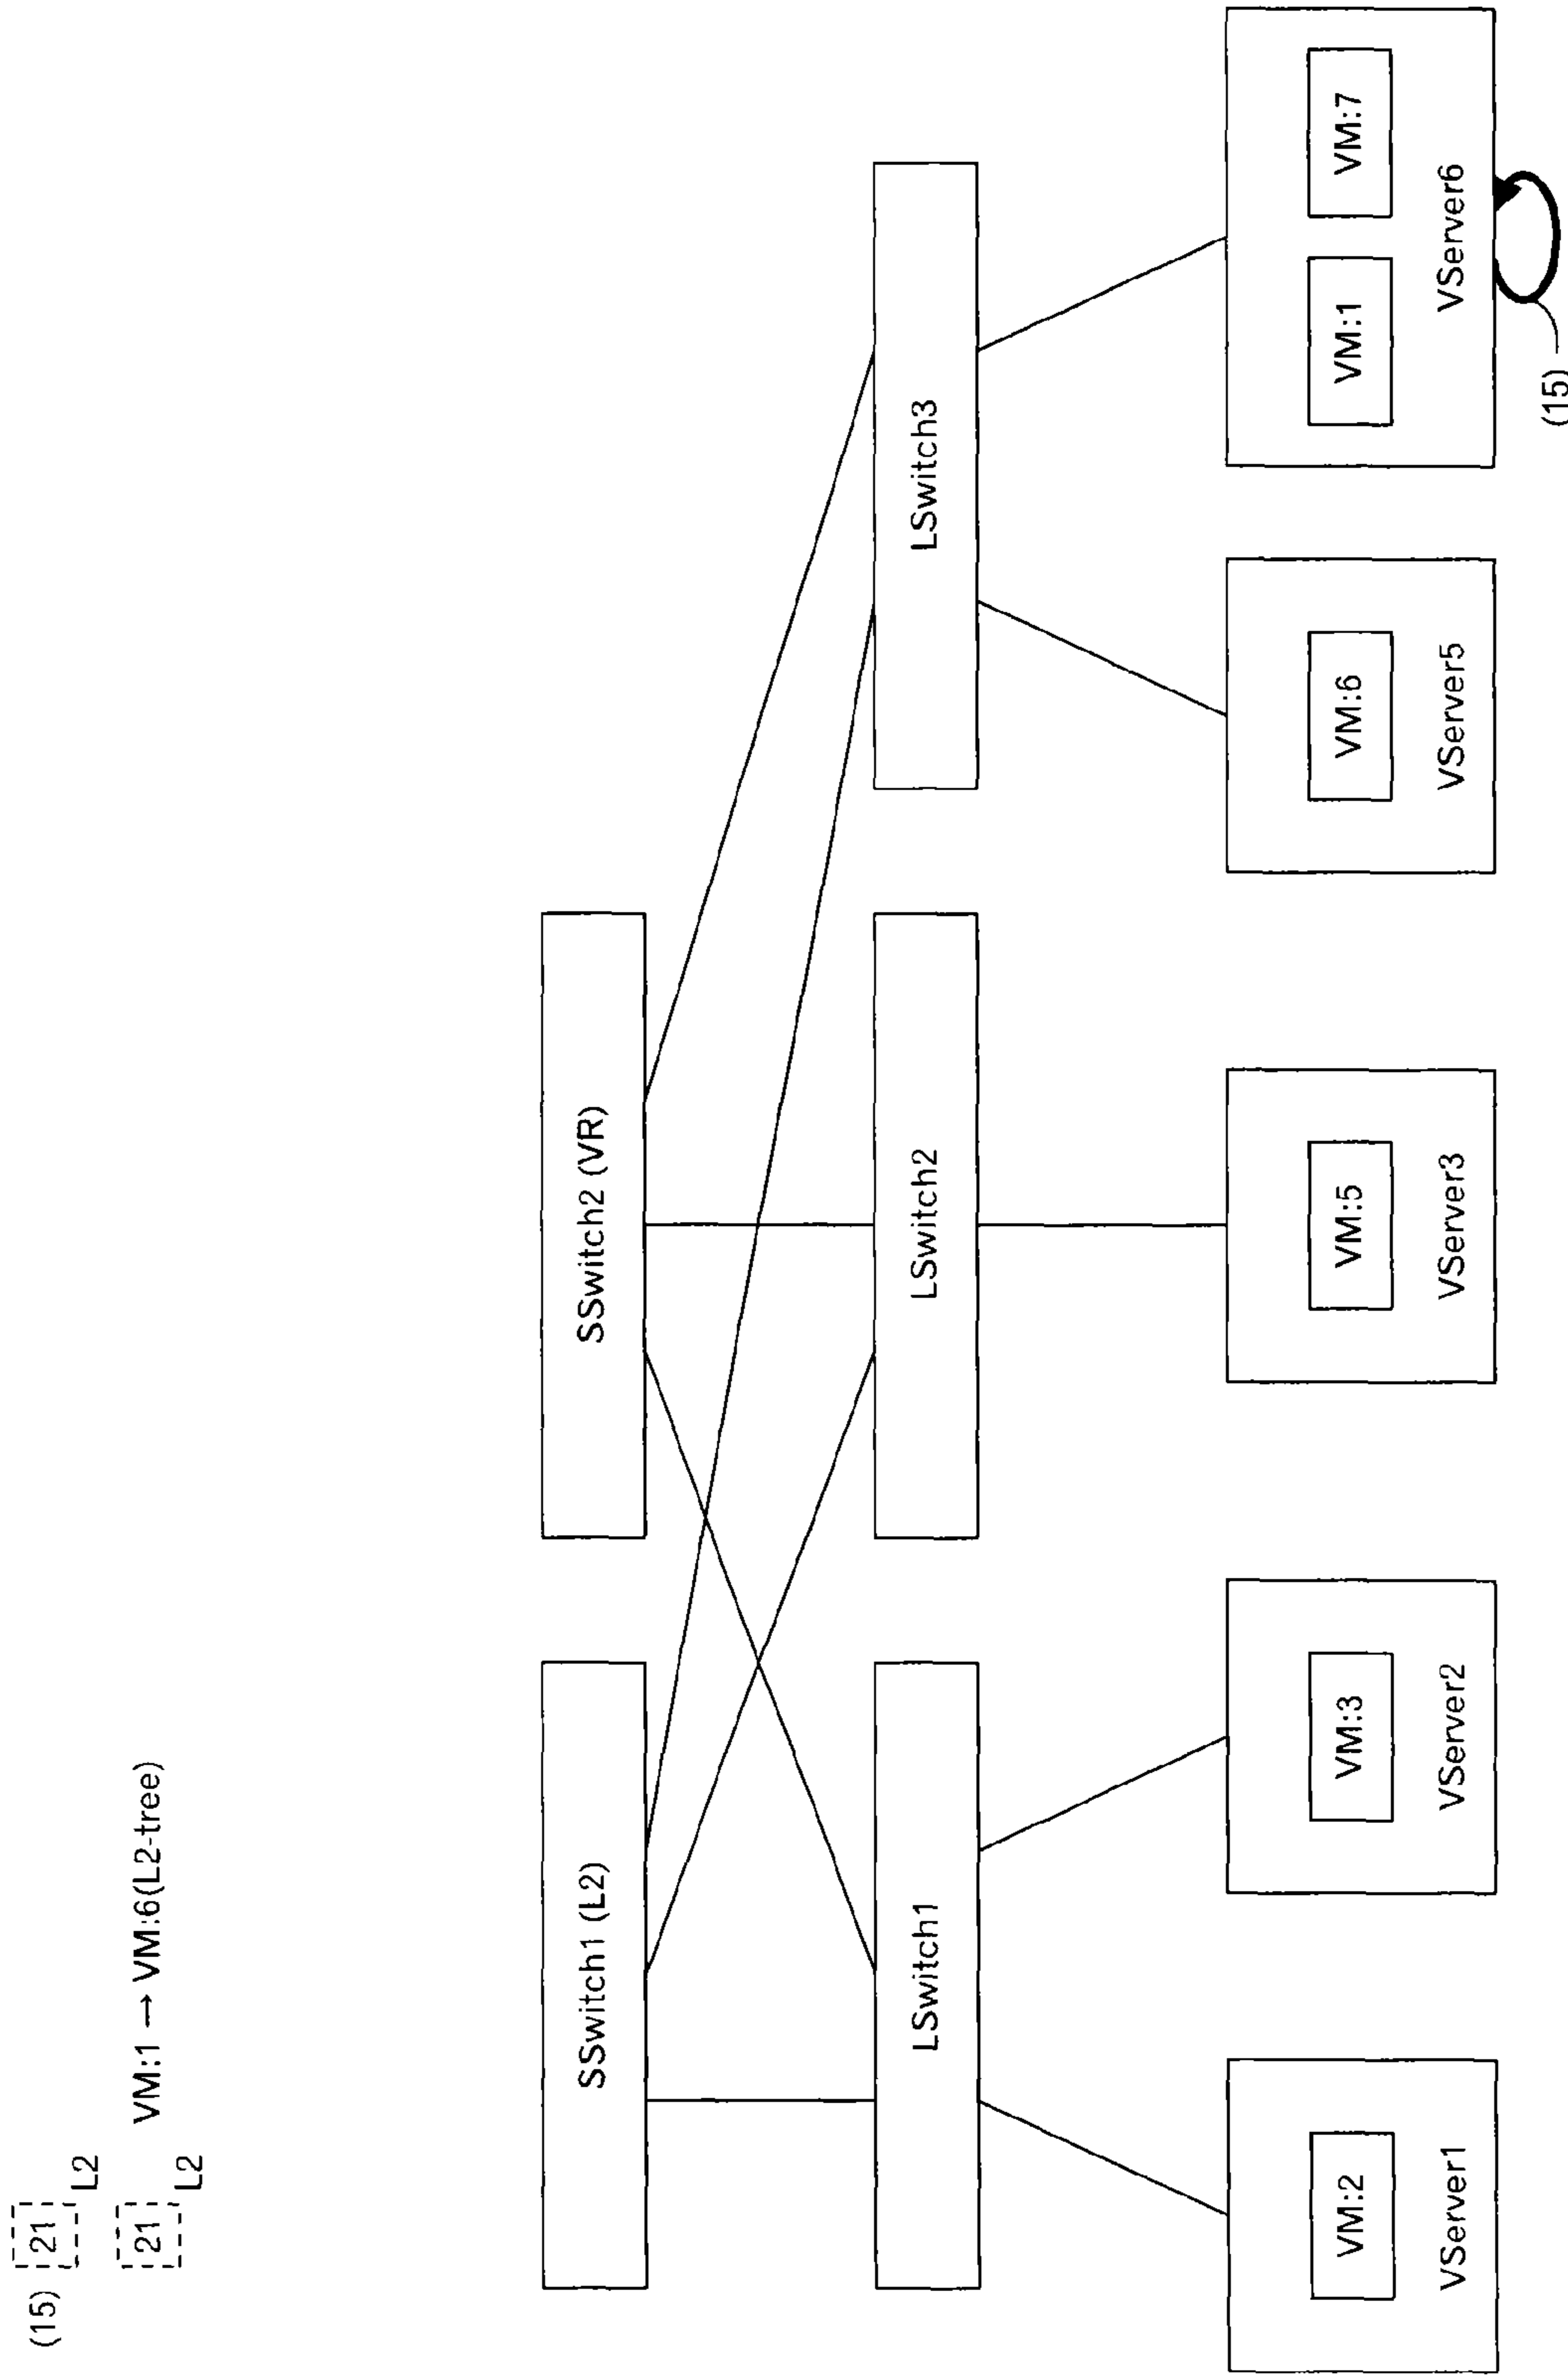 (15) 21 L2
21 L2 VM:1 → VM:6(L2-tree)
SSwitch1 (L2)
SSwitch2 (VR)
LSwitch1
LSwitch2
LSwitch3
VM:2
VM:3
VM:5
VM:6
VM:1
VM:7
VServer1
VServer2
VServer3
VServer5
VServer6
(15)